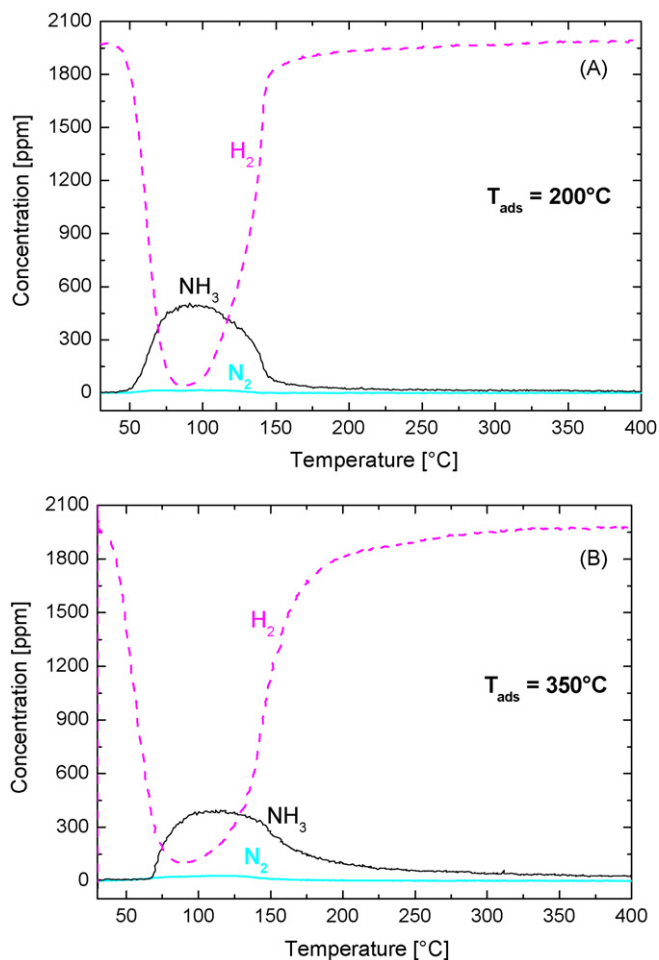 2100
(A)
1800
1500
H₂
1200
T_ads = 200°C
900
600
NH₃
300
N₂
0
50 100 150 200 250 300 350 400
Concentration [ppm]
Temperature [°C]
2100
(B)
1800
1500
H₂
1200
T_ads = 350°C
900
600
300
NH₃
N₂
0
50 100 150 200 250 300 350 400
Concentration [ppm]
Temperature [°C]